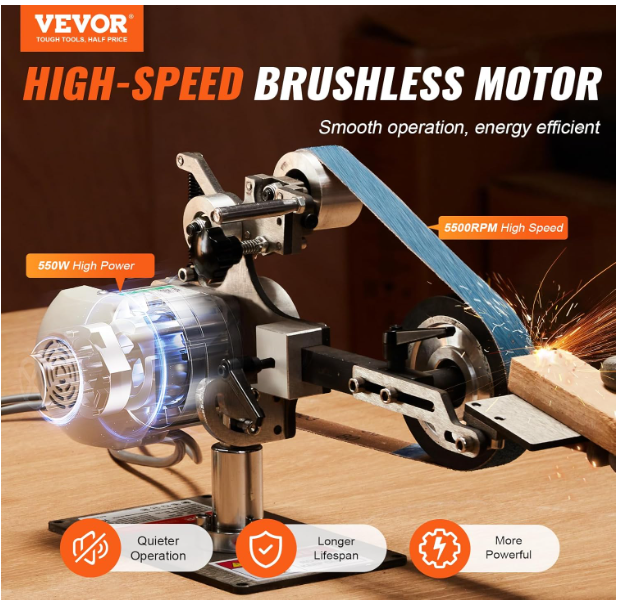 VEVOR®
TOUGH TOOLS, HALF PRICE
HIGH-SPEED BRUSHLESS MOTOR
Smooth operation, energy efficient
5500RPM High Speed
550W High Power
Quieter
Operation
Longer
Lifespan
More
Powerful